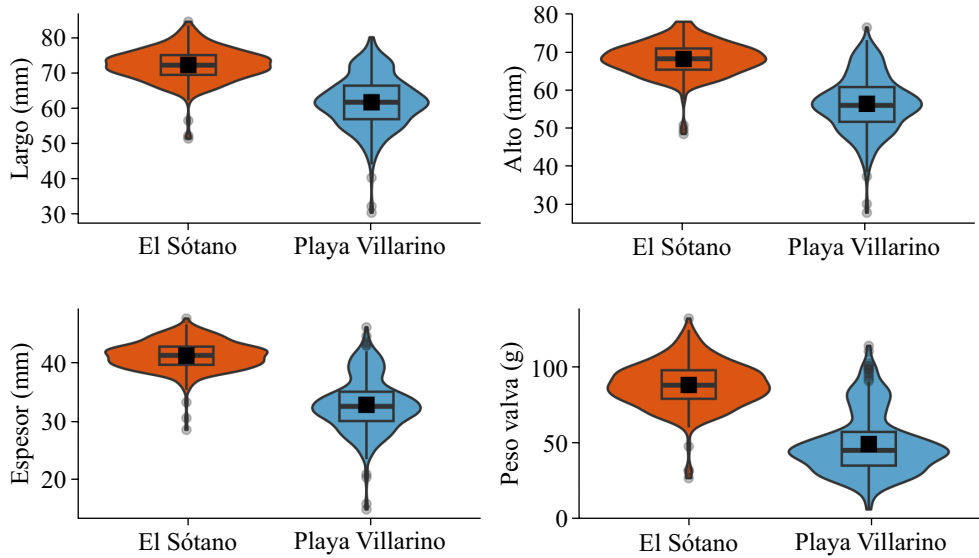 Largo (mm)
80
70
60
50
40
30
El Sótano
Playa Villarino
Alto (mm)
80
70
60
50
40
30
El Sótano
Playa Villarino
Espesor (mm)
40
30
20
El Sótano
Playa Villarino
Peso valva (g)
100
50
0
El Sótano
Playa Villarino